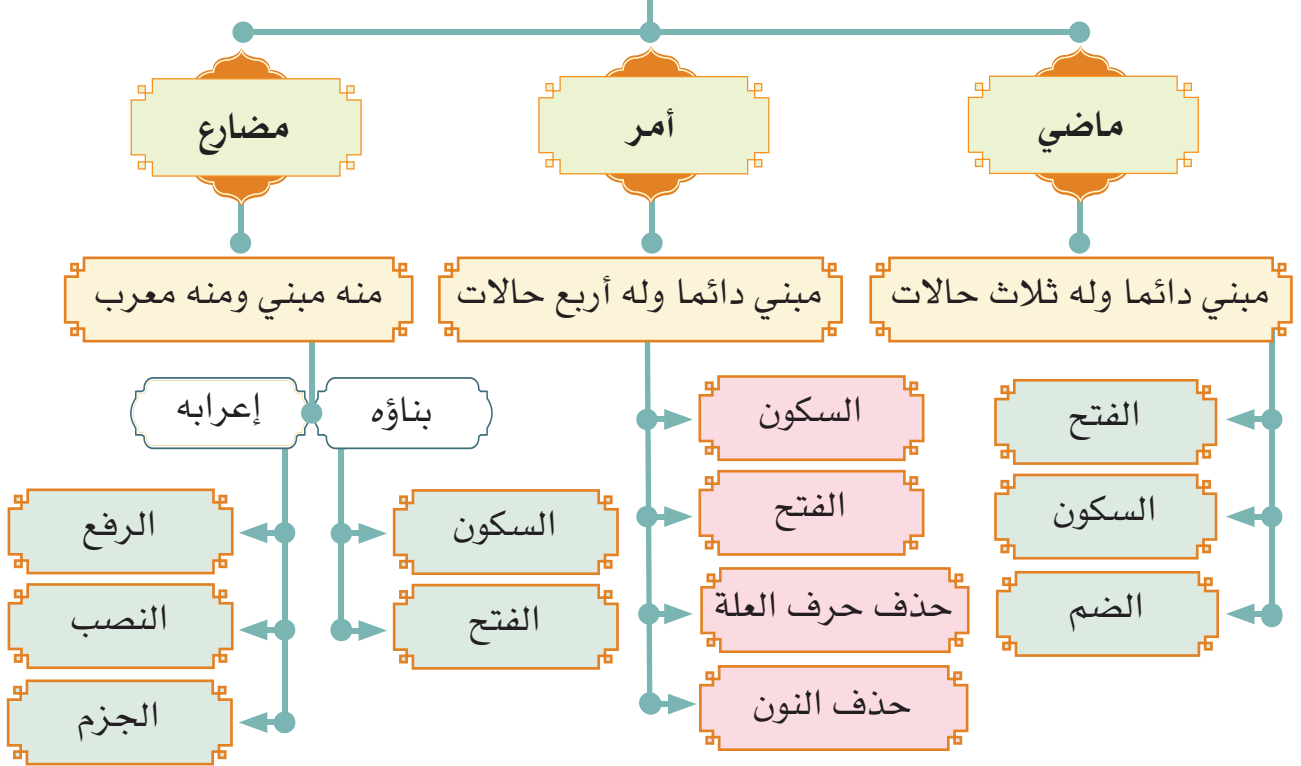 ماضي
أمر
مضارع
مبني دائما وله ثلاث حالات
مبني دائما وله أربع حالات
منه مبني ومنه معرب
الفتح
السكون
الضم
السكون
الفتح
حذف حرف العلة
حذف النون
بناؤه
إعرابه
السكون
الفتح
الرفع
النصب
الجزم